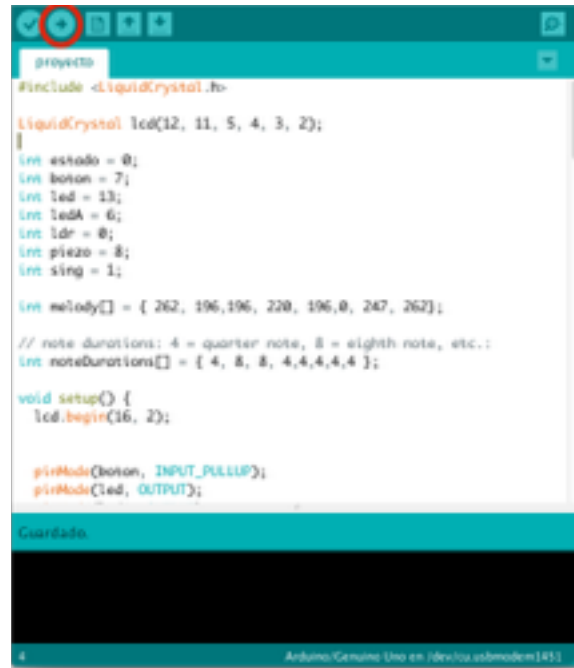 proyecto
#include <LiquidCrystal.h>
LiquidCrystal lcd(12, 11, 5, 4, 3, 2);
int estado = 0;
int boton = 7;
int led = 13;
int ledA = 6;
int ldr = 0;
int piezo = 8;
int sing = 1;
int melody[] = { 262, 196,196, 220, 196,0, 247, 262};
// note durations: 4 = quarter note, 8 = eighth note, etc.:
int noteDurations[] = { 4, 8, 8, 4,4,4,4,4 };
void setup() {
lcd.begin(16, 2);
pinMode(boton, INPUT_PULLUP);
pinMode(led, OUTPUT);
Guardado.
4
Arduino/Genuino Uno en /dev/cu.usbmodem1451